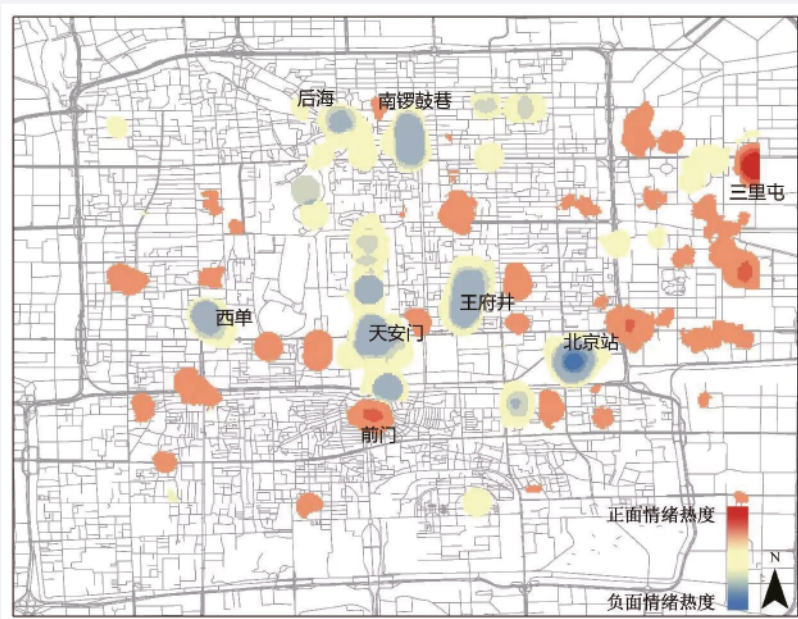 后海
南锣鼓巷
三里屯
西单
王府井
天安门
北京站
前门
正面情绪热度
N
负面情绪热度